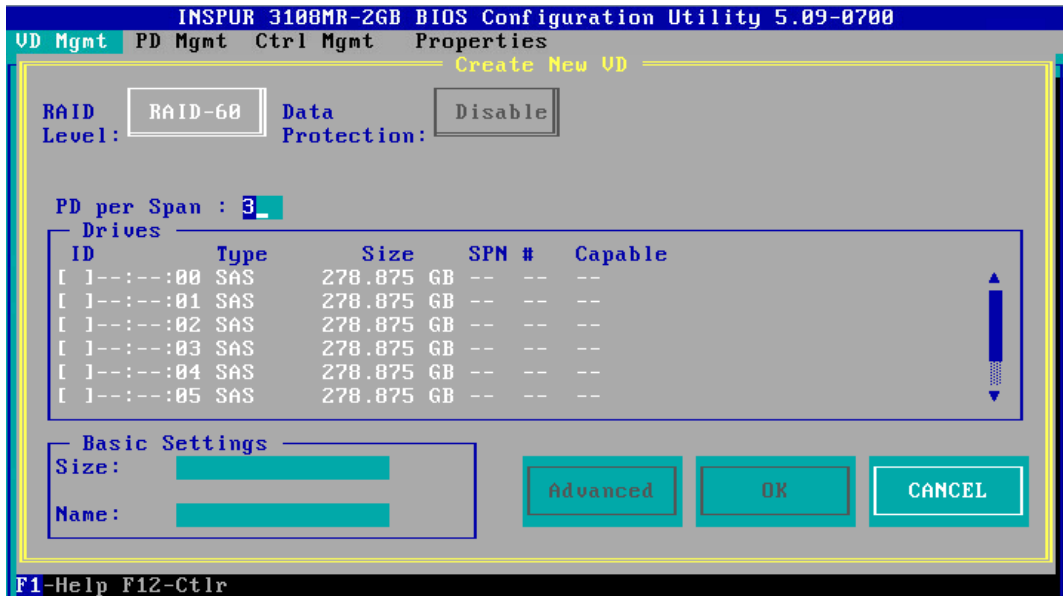 INSPUR 3108MR-2GB BIOS Configuration Utility 5.09-0700
VD Mgmt PD Mgmt Ctrl Mgmt Properties
Create New VD
RAID Level: RAID-60 Data Protection: Disable
PD per Span : 3_
Drives
ID Type Size SPN # Capable
[ ]--:--:00 SAS 278.875 GB -- -- --
[ ]--:--:01 SAS 278.875 GB -- -- --
[ ]--:--:02 SAS 278.875 GB -- -- --
[ ]--:--:03 SAS 278.875 GB -- -- --
[ ]--:--:04 SAS 278.875 GB -- -- --
[ ]--:--:05 SAS 278.875 GB -- -- --
Basic Settings
Size:
Name:
Advanced OK CANCEL
F1-Help F12-Ctlr